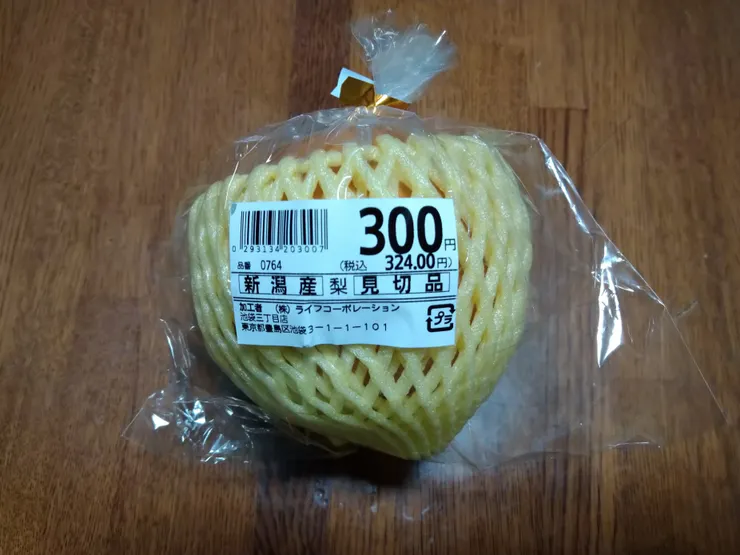 300円
0 293134 203007
品番 0764 (税込 324.00円)
新潟産 梨 見切品
加工者 (株)ライフコーポレーション
池袋三丁目店
東京都豊島区池袋3-1-1-101
プラ